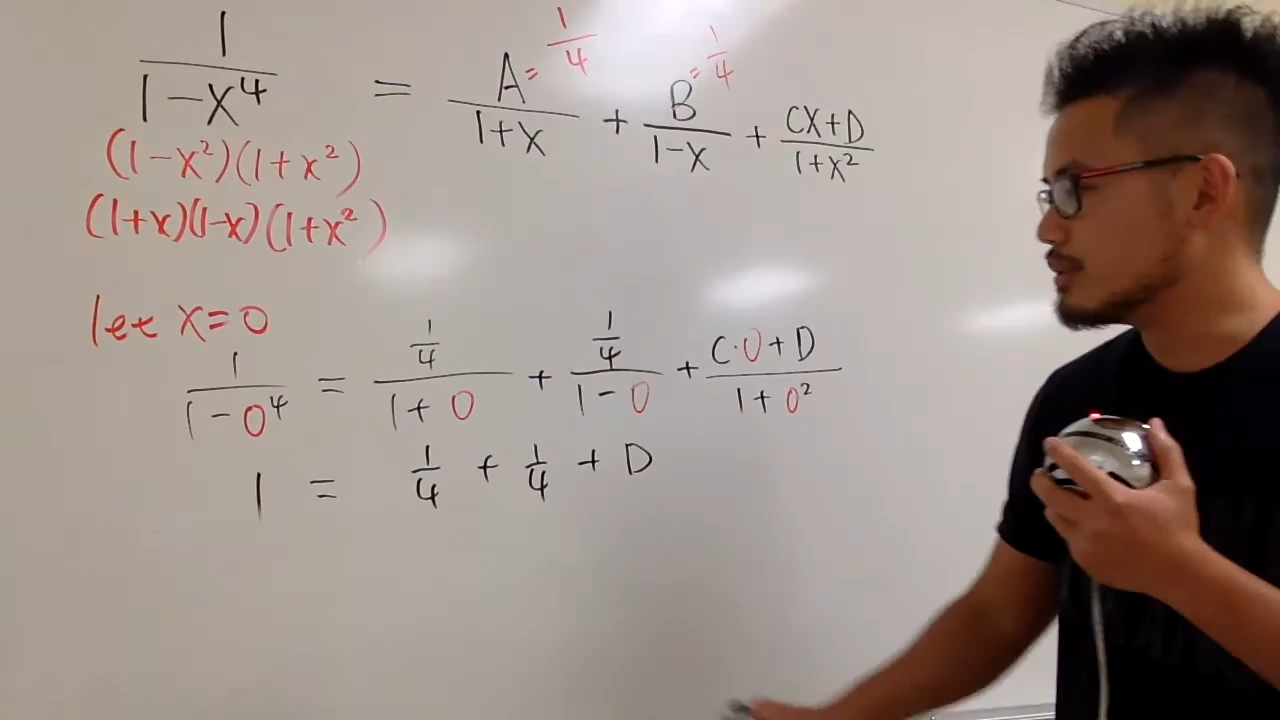 1/(1-x⁴) = A=1/4/(1+x) + B=1/4/(1-x) + (Cx+D)/(1+x²)
(1-x²)(1+x²)
(1+x)(1-x)(1+x²)
let x=0
1/(1-0⁴) = (1/4)/(1+0) + (1/4)/(1-0) + (C·0+D)/(1+0²)
1 = 1/4 + 1/4 + D